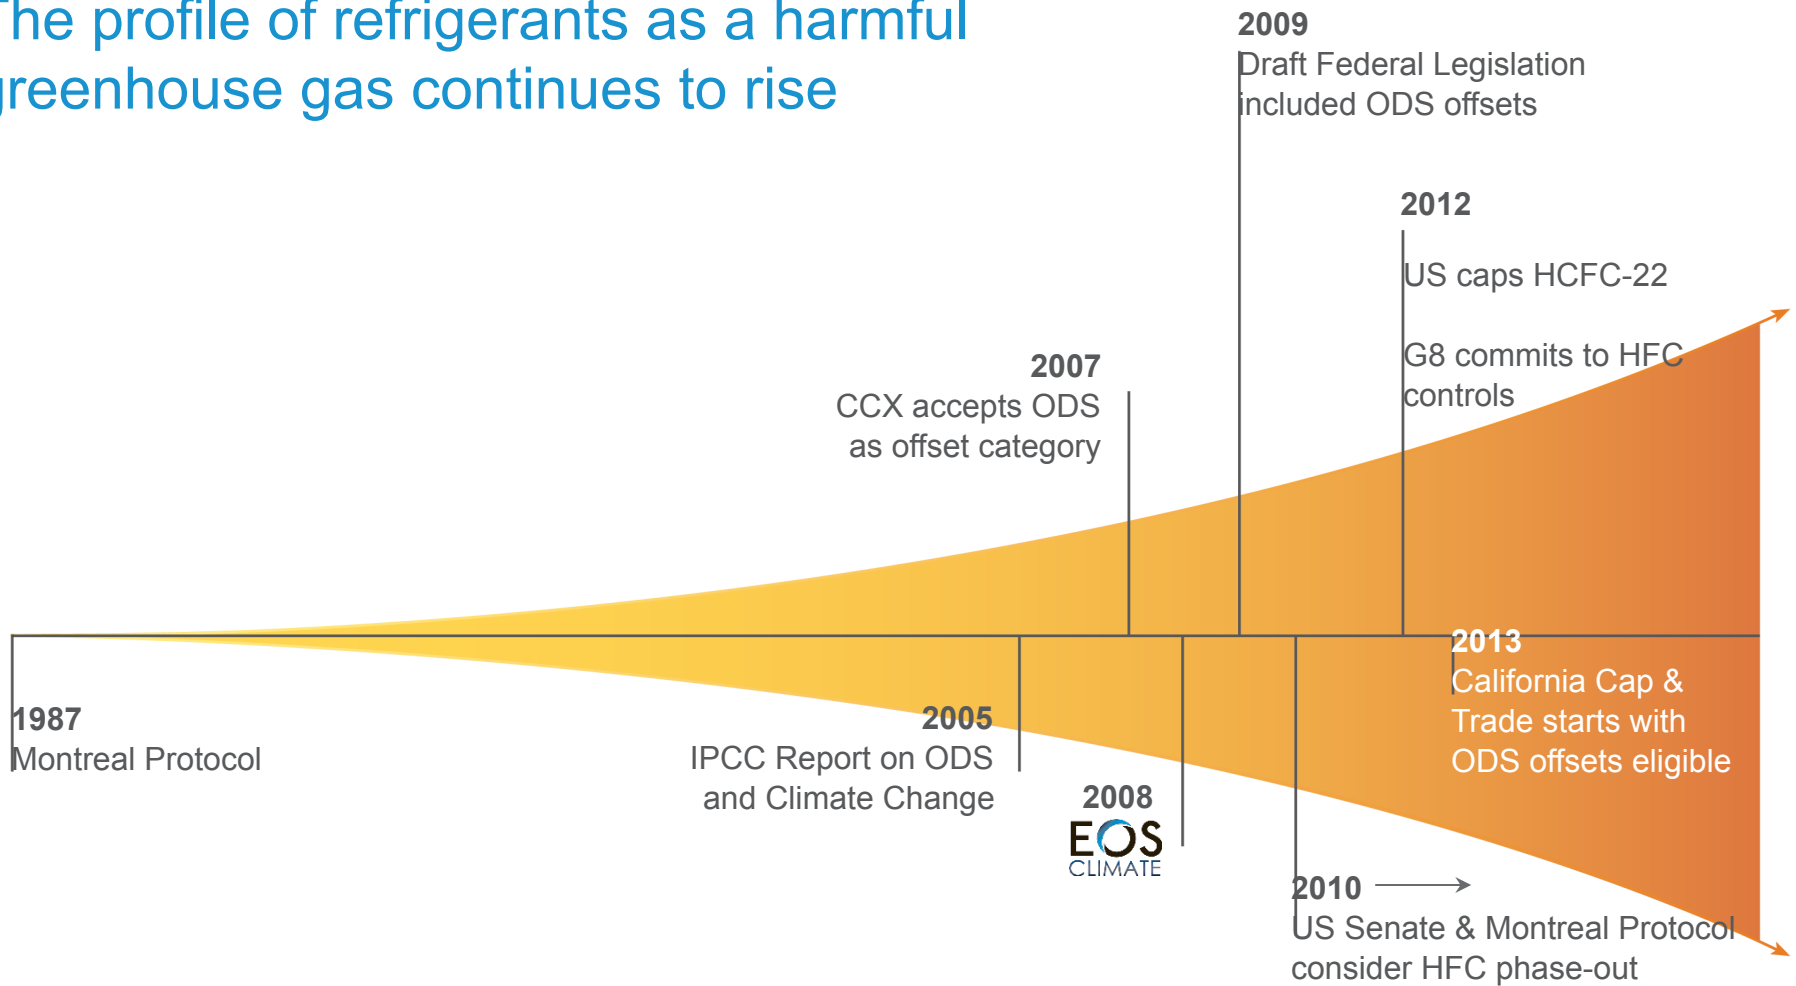 The profile of refrigerants as a harmful
greenhouse gas continues to rise
2009
Draft Federal Legislation
included ODS offsets
2012
US caps HCFC-22
G8 commits to HFC
controls
2007
CCX accepts ODS
as offset category
1987
Montreal Protocol
2005
IPCC Report on ODS
and Climate Change
2008
EOS
CLIMATE
2013
California Cap &
Trade starts with
ODS offsets eligible
2010
US Senate & Montreal Protocol
consider HFC phase-out